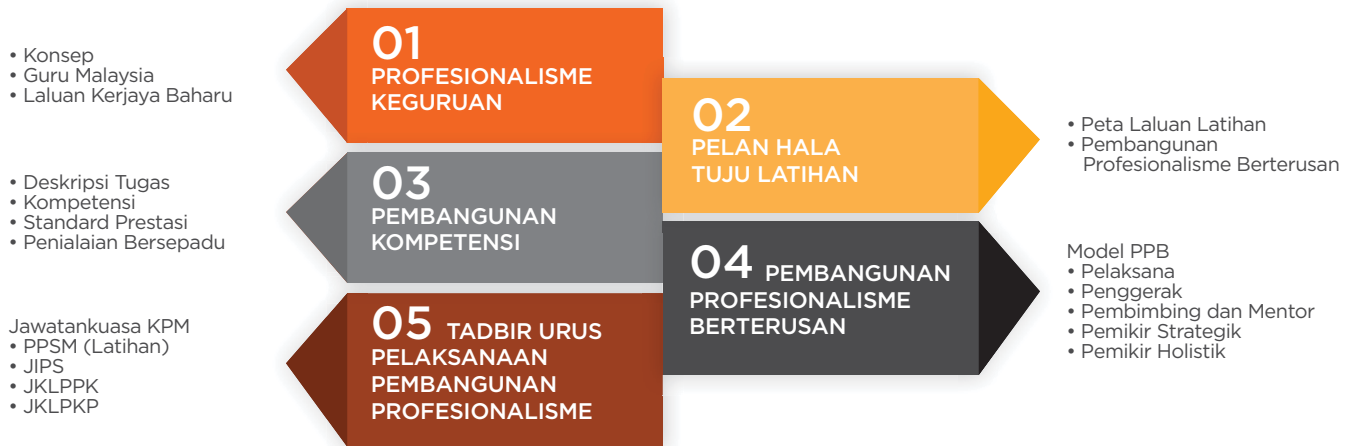 • Konsep
• Guru Malaysia
• Laluan Kerjaya Baharu
01
PROFESIONALISME
KEGURUAN
02
PELAN HALA
TUJU LATIHAN
• Peta Laluan Latihan
• Pembangunan
Profesionalisme Berterusan
• Deskripsi Tugas
• Kompetensi
• Standard Prestasi
• Penialaian Bersepadu
03
PEMBANGUNAN
KOMPETENSI
04 PEMBANGUNAN
PROFESIONALISME
BERTERUSAN
Model PPB
• Pelaksana
• Penggerak
• Pembimbing dan Mentor
• Pemikir Strategik
• Pemikir Holistik
Jawatankuasa KPM
• PPSM (Latihan)
• JIPS
• JKLPPK
• JKLPKP
05 TADBIR URUS
PELAKSANAAN
PEMBANGUNAN
PROFESIONALISME